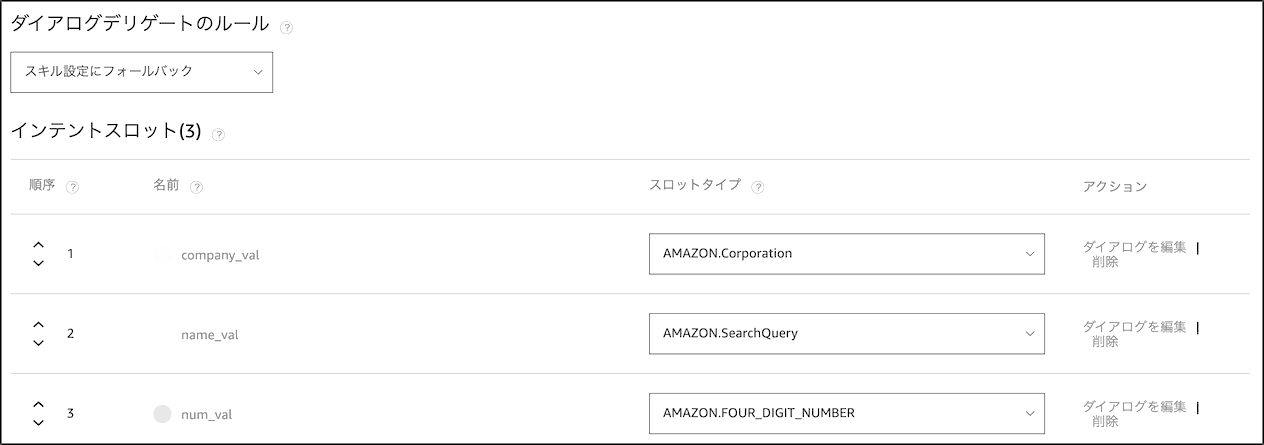 ダイアログデリゲートのルール ?
スキル設定にフォールバック
インテントスロット(3) ?
順序 ? 名前 ? スロットタイプ ? アクション
1 company_val AMAZON.Corporation ダイアログを編集 |
削除
2 name_val AMAZON.SearchQuery ダイアログを編集 |
削除
3 num_val AMAZON.FOUR_DIGIT_NUMBER ダイアログを編集 |
削除